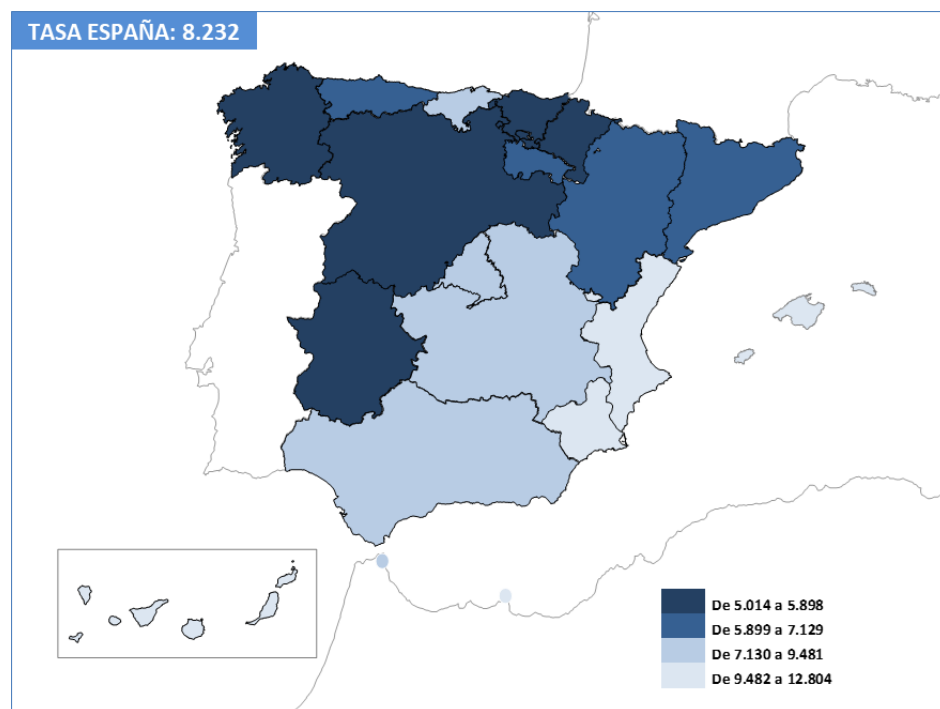 TASA ESPAÑA: 8.232
De 5.014 a 5.898
De 5.899 a 7.129
De 7.130 a 9.481
De 9.482 a 12.804